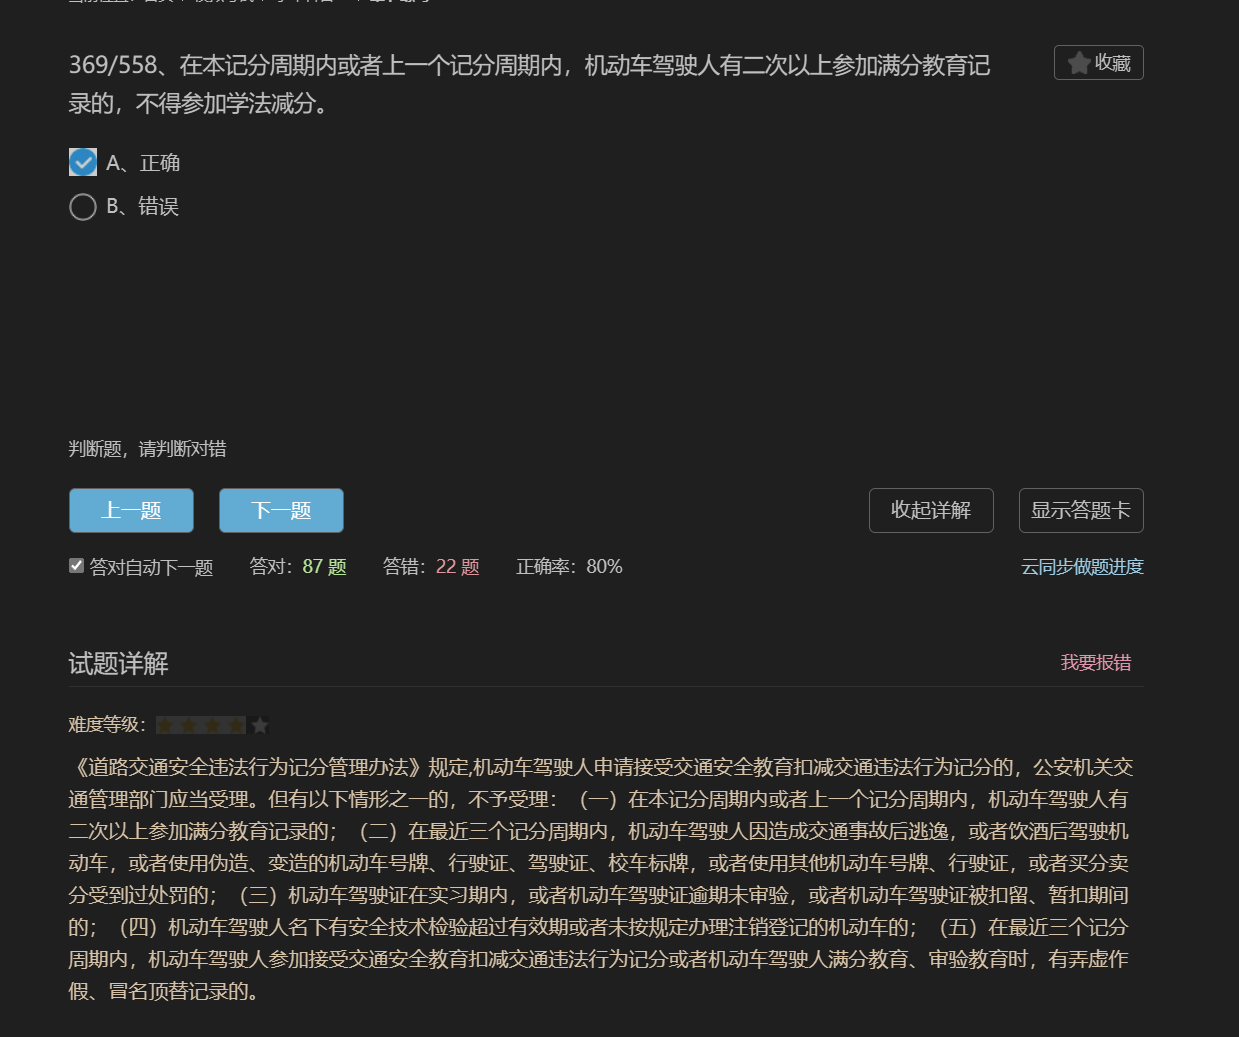 369/558、在本记分周期内或者上一个记分周期内，机动车驾驶人有二次以上参加满分教育记
录的，不得参加学法减分。
收藏
A、正确
B、错误
判断题，请判断对错
上一题 下一题 收起详解 显示答题卡
答对自动下一题 答对：87 题 答错：22 题 正确率：80% 云同步做题进度
试题详解 我要报错
难度等级：
《道路交通安全违法行为记分管理办法》规定,机动车驾驶人申请接受交通安全教育扣减交通违法行为记分的，公安机关交
通管理部门应当受理。但有以下情形之一的，不予受理：（一）在本记分周期内或者上一个记分周期内，机动车驾驶人有
二次以上参加满分教育记录的；（二）在最近三个记分周期内，机动车驾驶人因造成交通事故后逃逸，或者饮酒后驾驶机
动车，或者使用伪造、变造的机动车号牌、行驶证、驾驶证、校车标牌，或者使用其他机动车号牌、行驶证，或者买分卖
分受到过处罚的；（三）机动车驾驶证在实习期内，或者机动车驾驶证逾期未审验，或者机动车驾驶证被扣留、暂扣期间
的；（四）机动车驾驶人名下有安全技术检验超过有效期或者未按规定办理注销登记的机动车的；（五）在最近三个记分
周期内，机动车驾驶人参加接受交通安全教育扣减交通违法行为记分或者机动车驾驶人满分教育、审验教育时，有弄虚作
假、冒名顶替记录的。